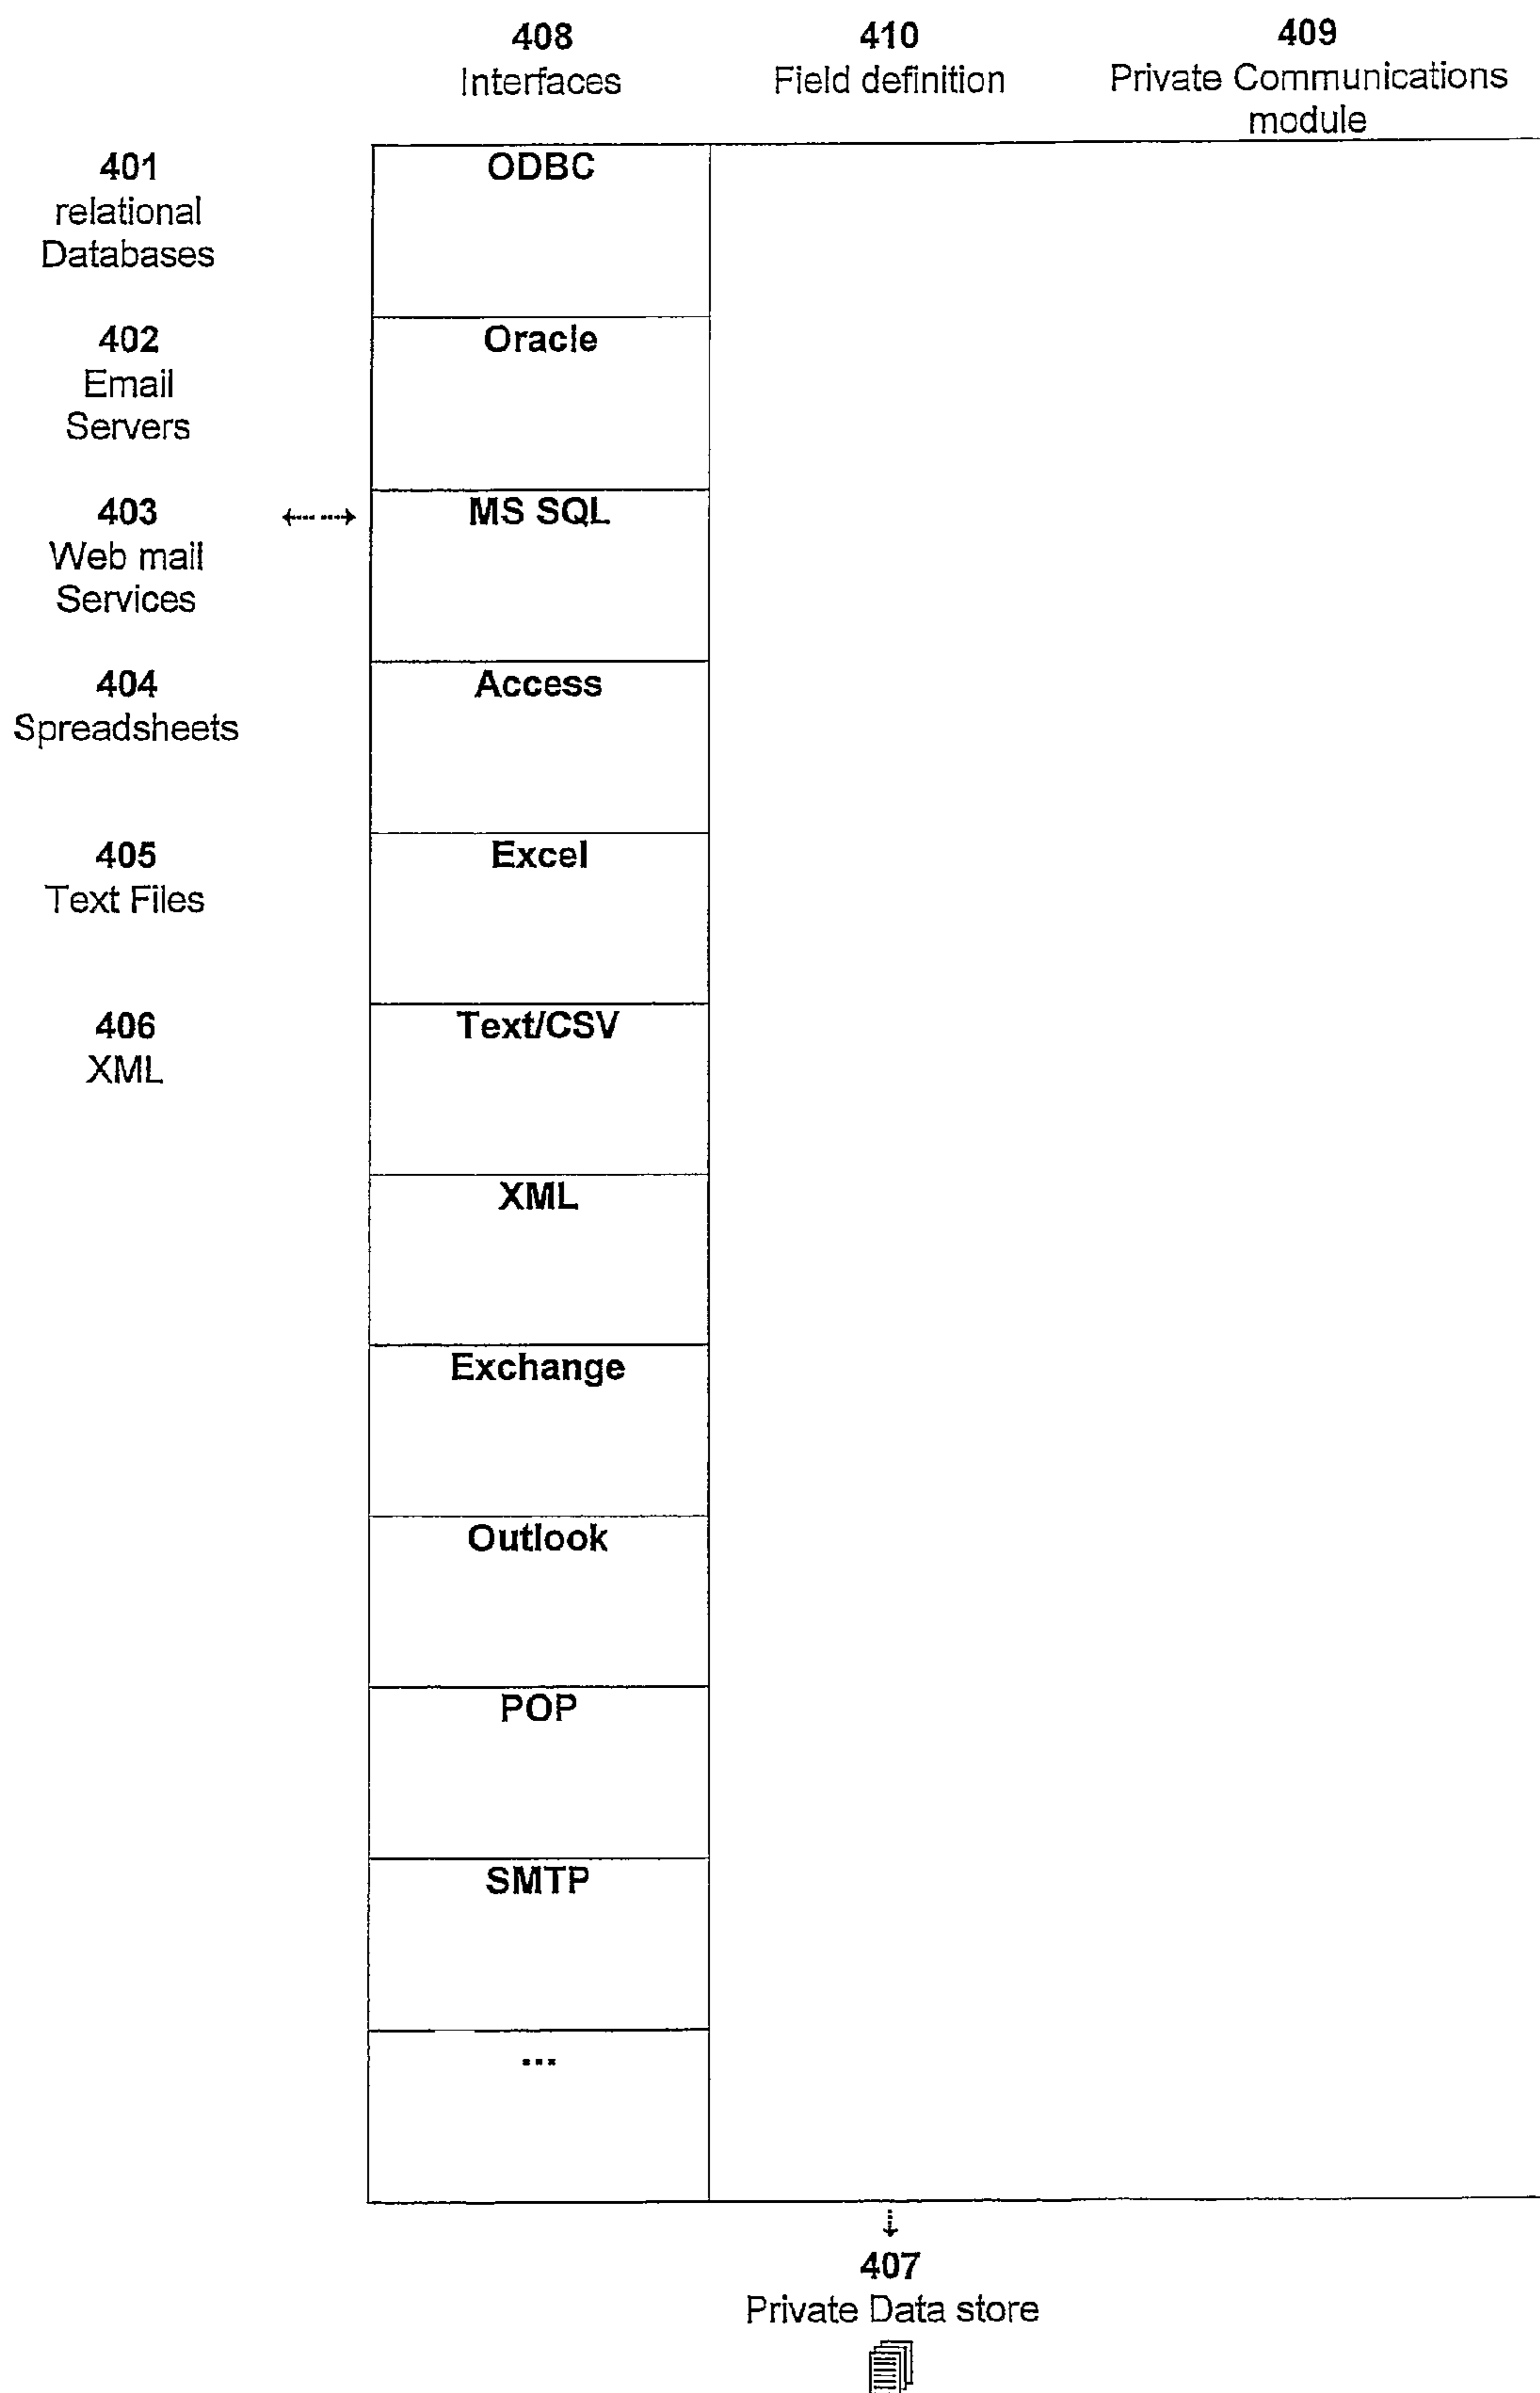 408
Interfaces
410
Field definition
409
Private Communications
module
401
relational
Databases
402
Email
Servers
403
Web mail
Services
404
Spreadsheets
405
Text Files
406
XML
ODBC
Oracle
MS SQL
Access
Excel
Text/CSV
XML
Exchange
Outlook
POP
SMTP
...
407
Private Data store